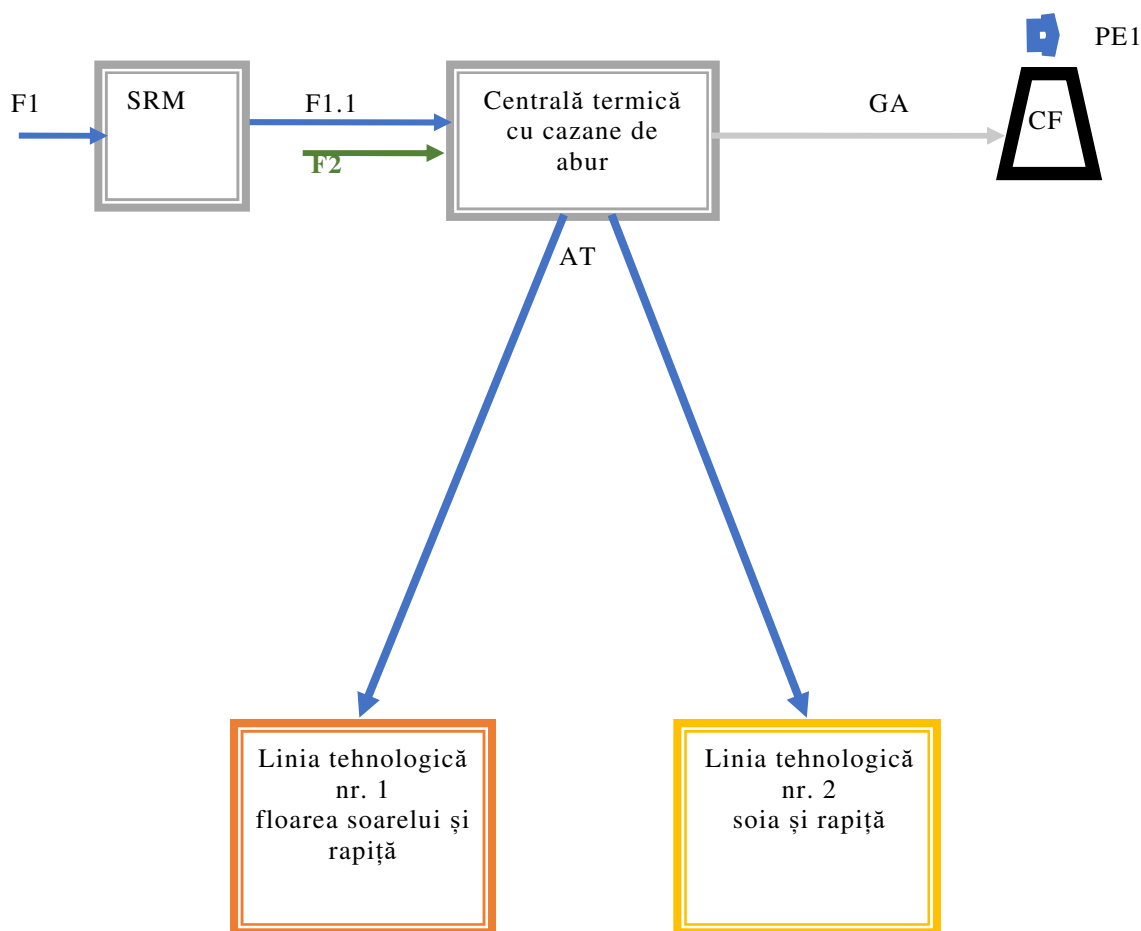 PE1
F1
SRM
F1.1
F2
Centrală termică
cu cazane de
abur
GA
CF
AT
Linia tehnologică
nr. 1
floarea soarelui și
rapiță
Linia tehnologică
nr. 2
soia și rapiță